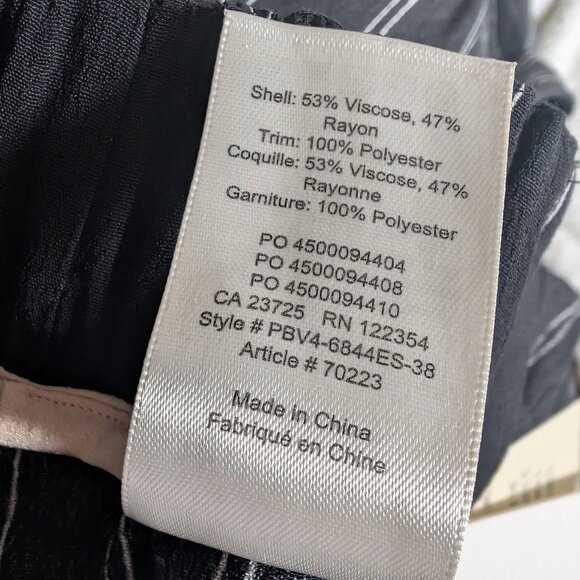 Shell: 53% Viscose, 47%
Rayon
Trim: 100% Polyester
Coquille: 53% Viscose, 47%
Rayonne
Garniture: 100% Polyester
PO 4500094404
PO 4500094408
PO 4500094410
CA 23725 RN 122354
Style # PBV4-6844ES-38
Article # 70223
Made in China
Fabriqué en Chine